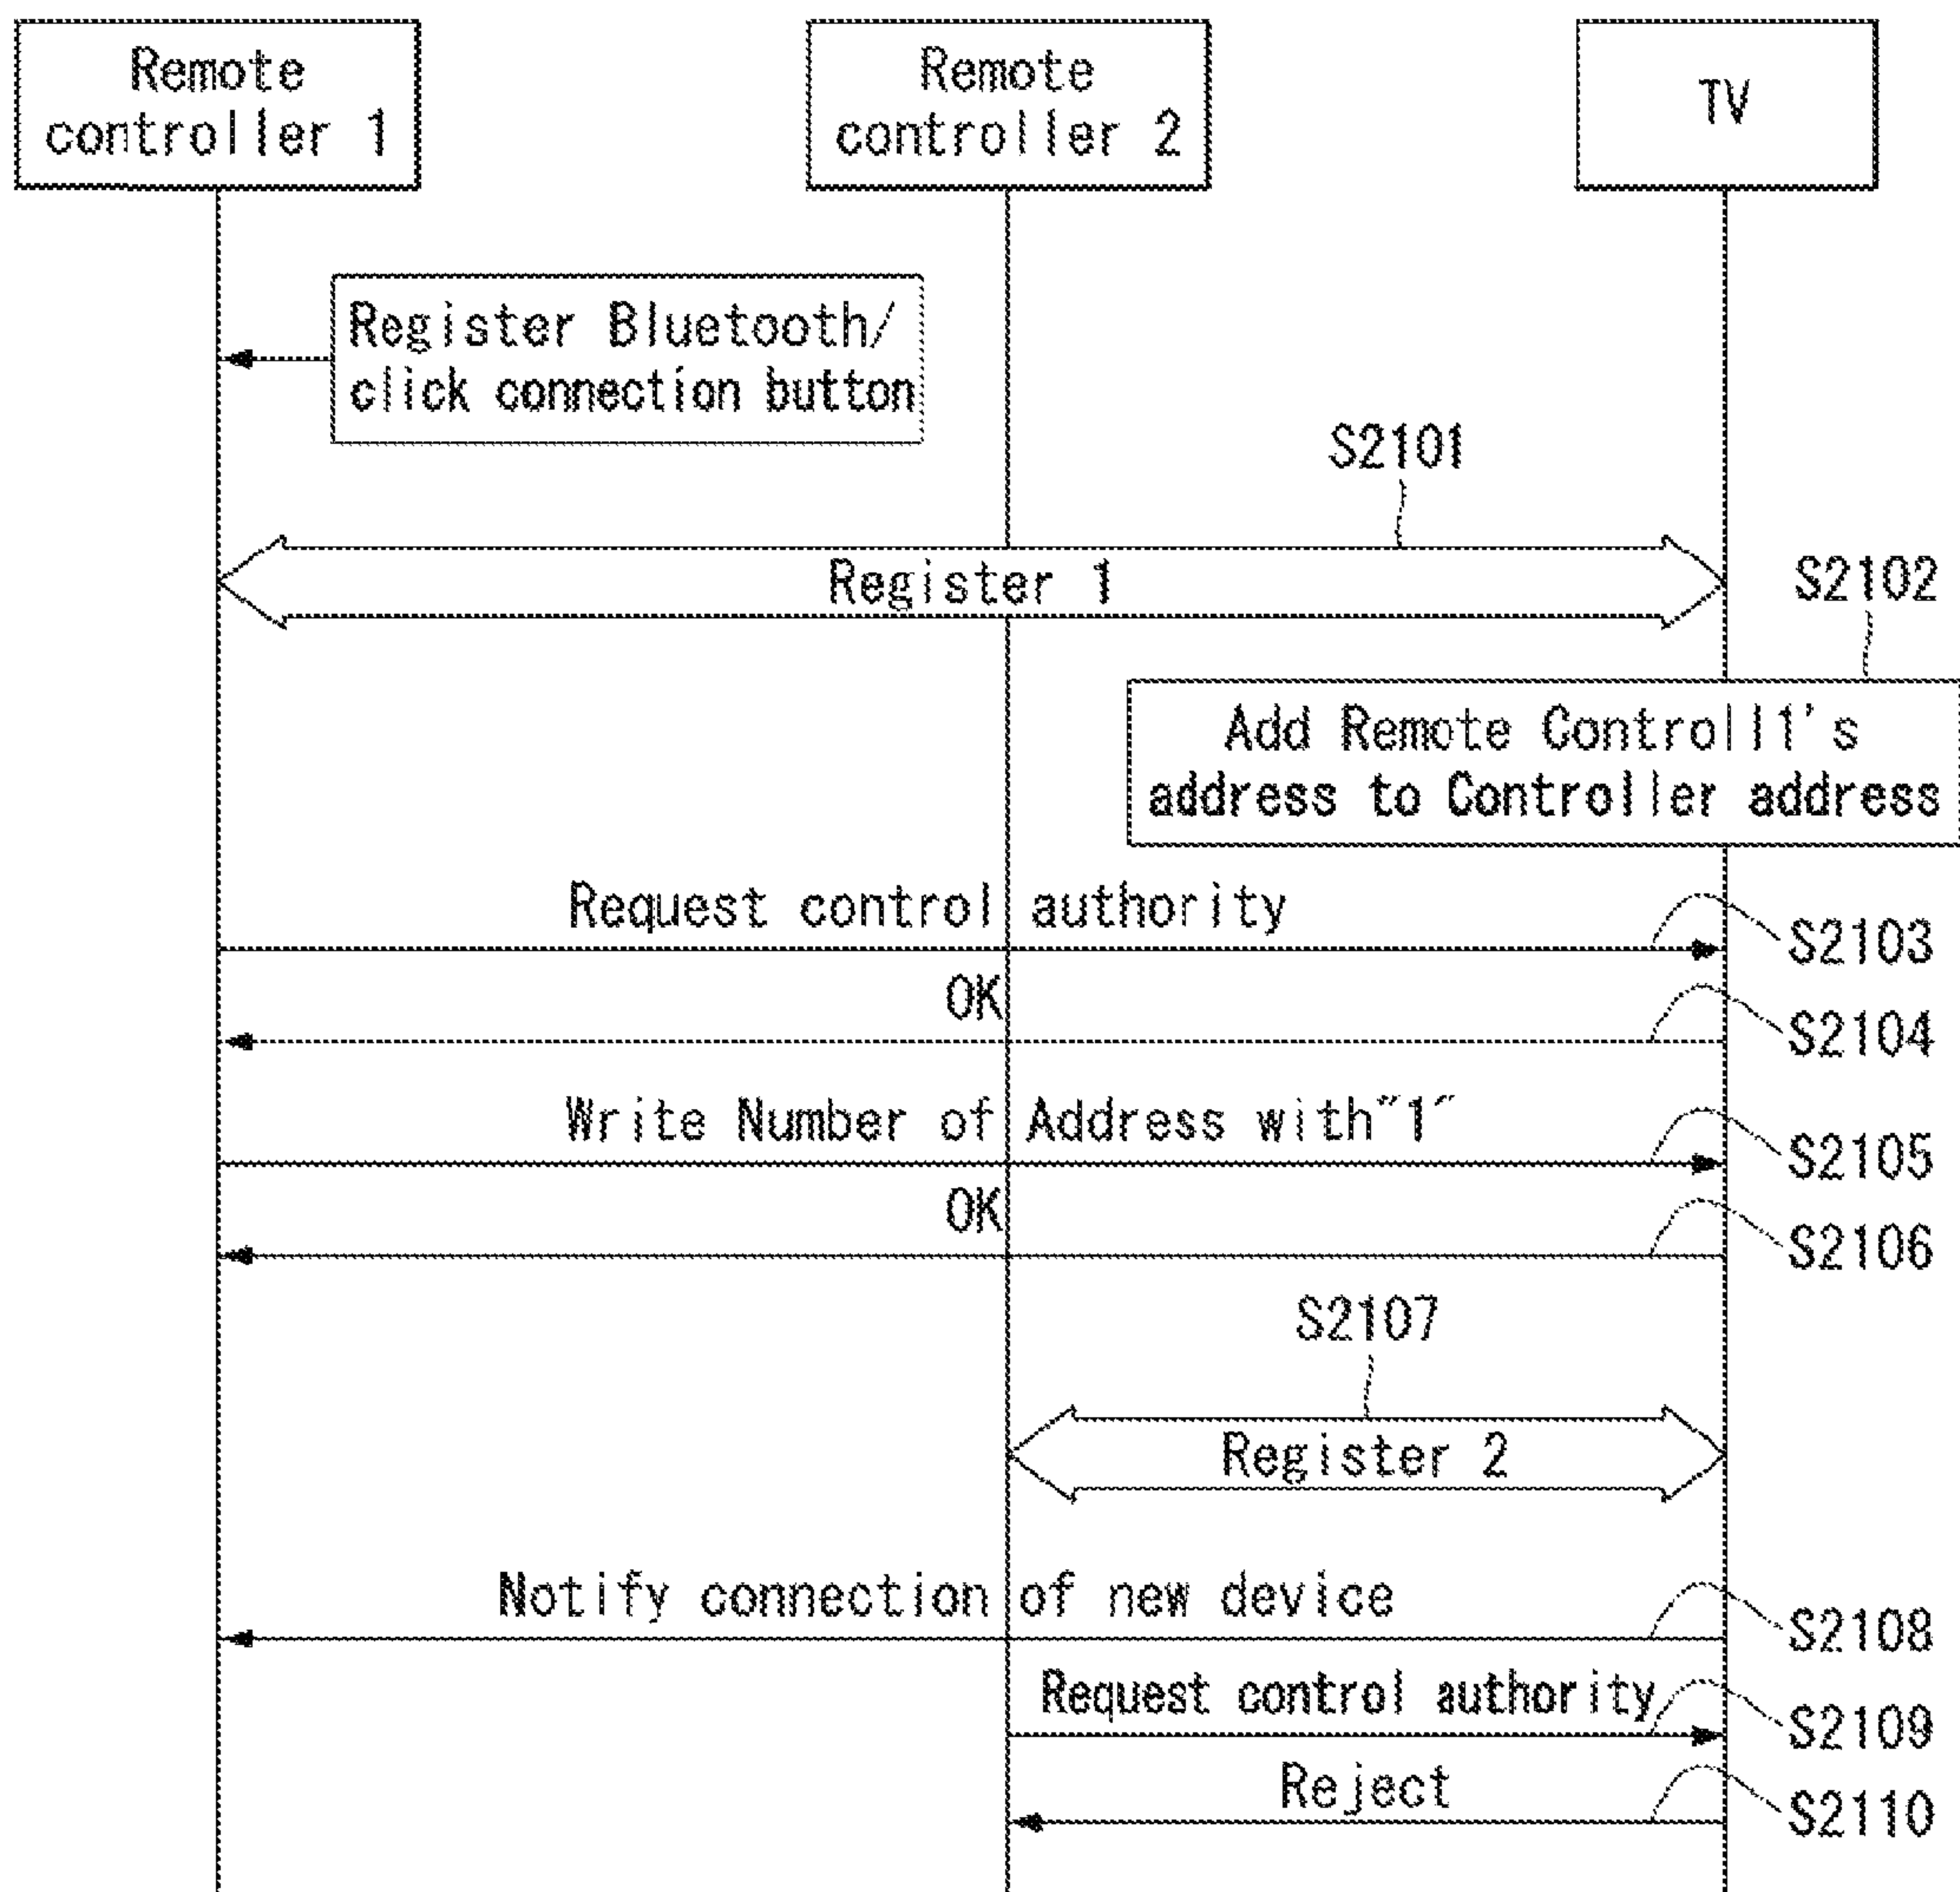 Remote
controller 1
Remote
controller 2
TV
Register Bluetooth/
click connection button
S2101
Register 1
S2102
Add Remote Controll1's
address to Controller address
Request control authority
S2103
OK
S2104
Write Number of Address with"1"
S2105
OK
S2106
S2107
Register 2
Notify connection of new device
S2108
Request control authority
S2109
Reject
S2110